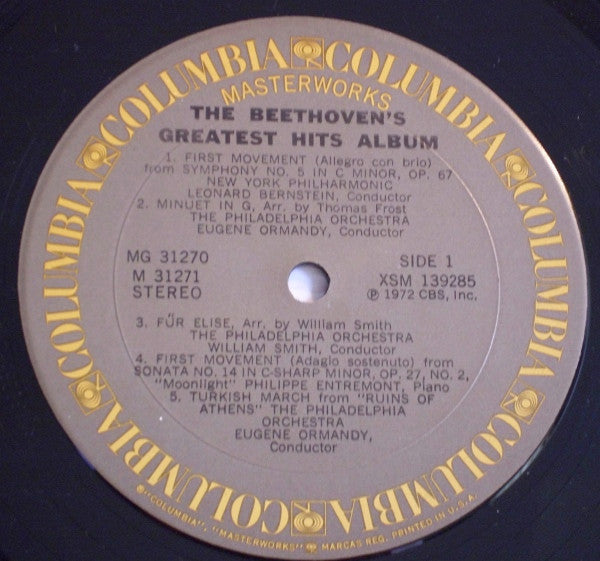 COLUMBIA COLUMBIA COLUMBIA COLUMBIA COLUMBIA COLUMBIA COLUMBIA COLUMBIA
MASTERWORKS
THE BEETHOVEN'S
GREATEST HITS ALBUM
1. FIRST MOVEMENT (Allegro con brio)
from SYMPHONY NO. 5 IN C MINOR, OP. 67
NEW YORK PHILHARMONIC
LEONARD BERNSTEIN, Conductor
2. MINUET IN G, Arr. by Thomas Frost
THE PHILADELPHIA ORCHESTRA
EUGENE ORMANDY, Conductor
MG 31270
M 31271
STEREO
SIDE 1
XSM 139285
Ⓟ 1972 CBS, Inc.
3. FŰR ELISE, Arr. by William Smith
THE PHILADELPHIA ORCHESTRA
WILLIAM SMITH, Conductor
4. FIRST MOVEMENT (Adagio sostenuto) from
SONATA NO. 14 IN C-SHARP MINOR, OP. 27, NO. 2,
"Moonlight" PHILIPPE ENTREMONT, Piano
5. TURKISH MARCH from "RUINS OF
ATHENS" THE PHILADELPHIA
ORCHESTRA
EUGENE ORMANDY,
Conductor
®"COLUMBIA", "MASTERWORKS" MARCAS REG. PRINTED IN U.S.A.